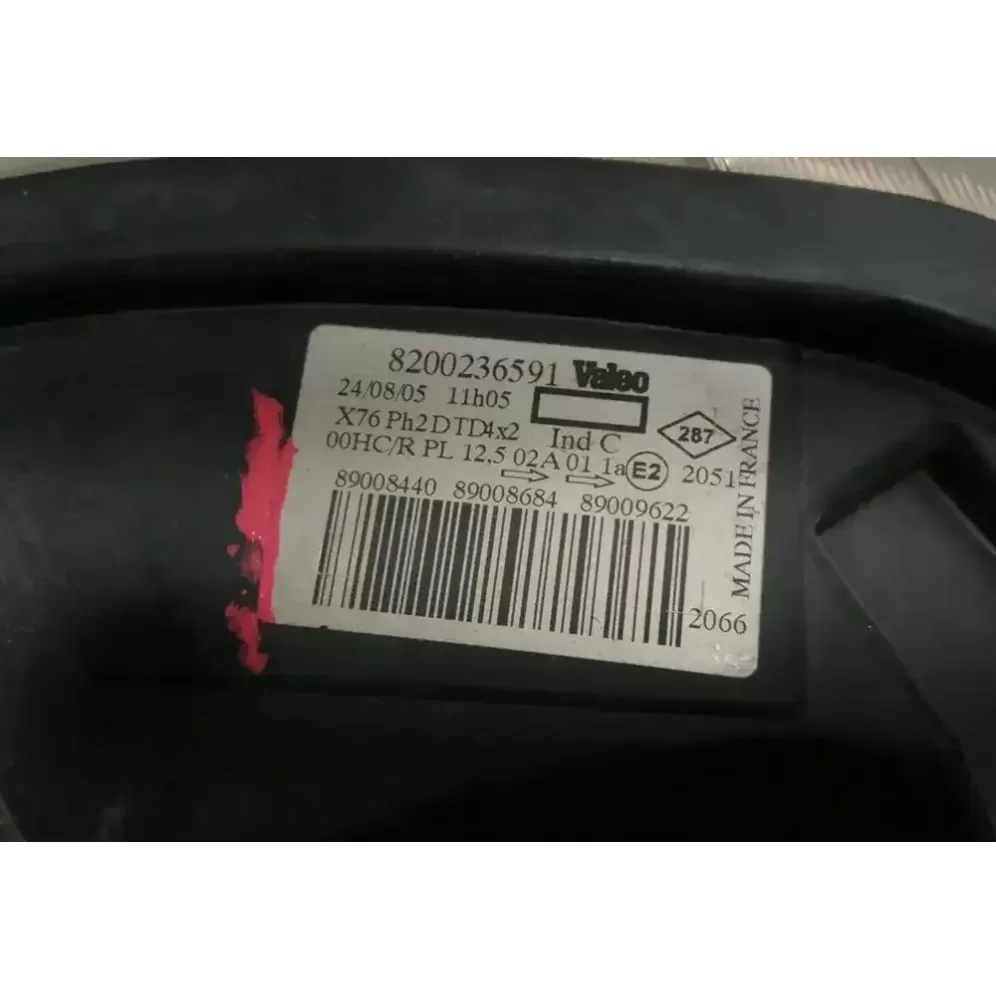 8200236591 Valeo
24/08/05 11h05
X76 Ph2 DTD4x2 Ind C 287
00HC/R PL 12,5 02A 01 1a E2 2051
89008440 89008684 89009622
2066
MADE IN FRANCE